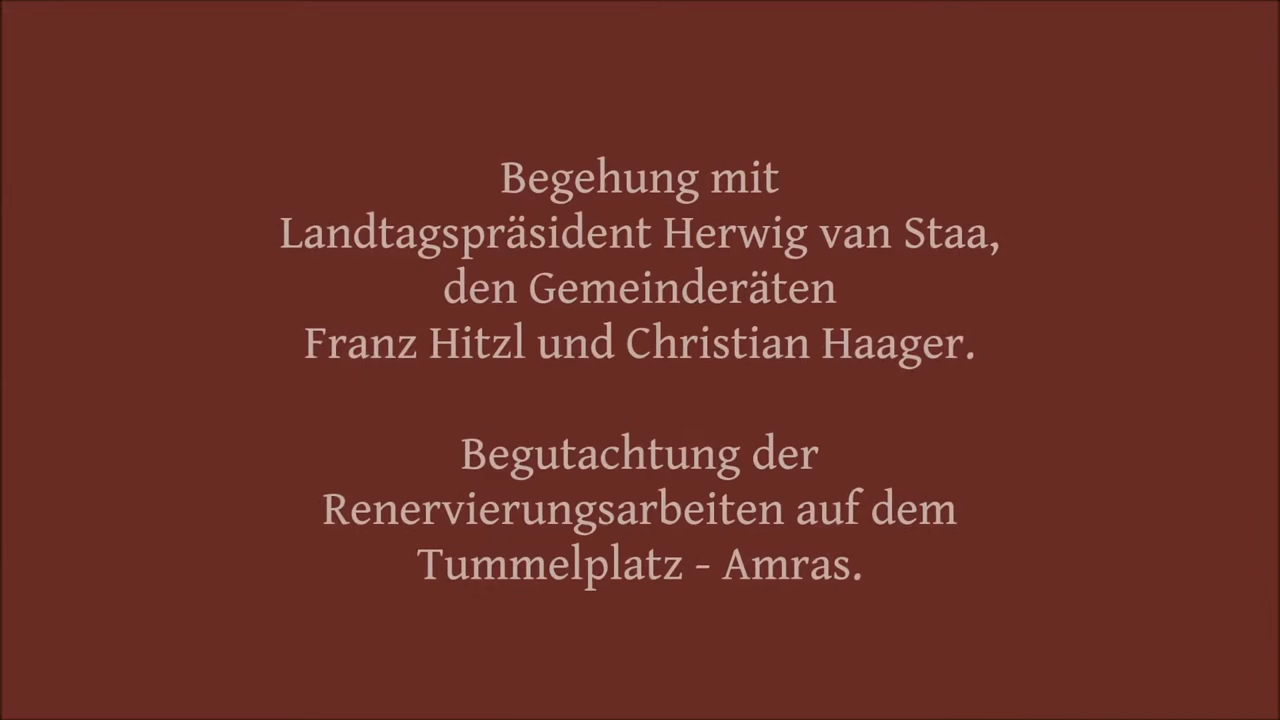 Begehung mit
Landtagspräsident Herwig van Staa,
den Gemeinderäten
Franz Hitzl und Christian Haager.
Begutachtung der
Renervierungsarbeiten auf dem
Tummelplatz - Amras.